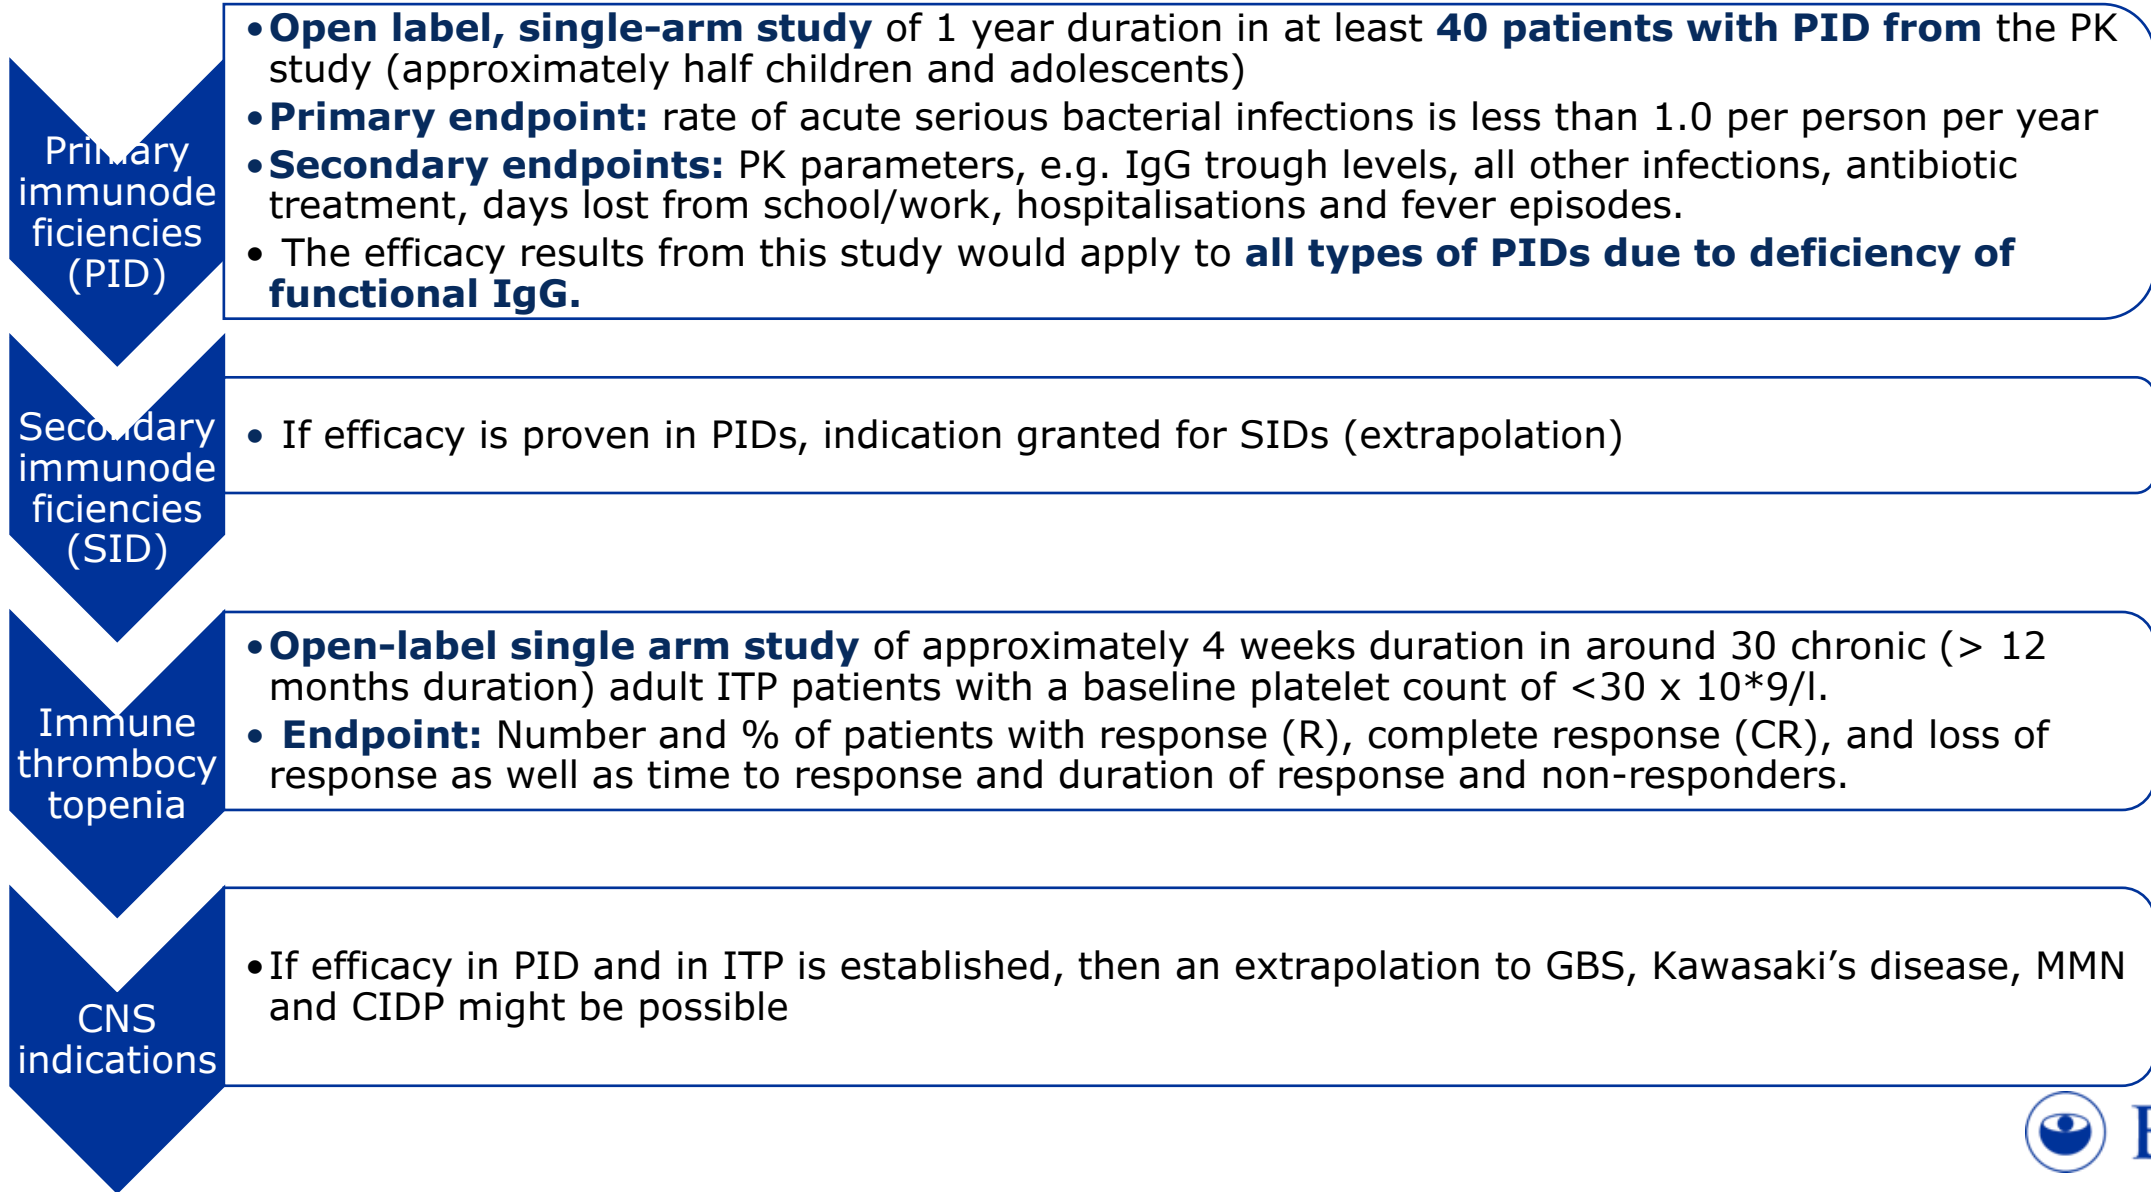 •Open label, single-arm study of 1 year duration in at least 40 patients with PID from the PK
study (approximately half children and adolescents)
•Primary endpoint: rate of acute serious bacterial infections is less than 1.0 per person per year
•Secondary endpoints: PK parameters, e.g. IgG trough levels, all other infections, antibiotic
treatment, days lost from school/work, hospitalisations and fever episodes.
• The efficacy results from this study would apply to all types of PIDs due to deficiency of
functional IgG.
Primary
immunode
ficiencies
(PID)
Secondary
immunode
ficiencies
(SID)
• If efficacy is proven in PIDs, indication granted for SIDs (extrapolation)
Immune
thrombocy
topenia
•Open-label single arm study of approximately 4 weeks duration in around 30 chronic (> 12
months duration) adult ITP patients with a baseline platelet count of <30 x 10*9/l.
• Endpoint: Number and % of patients with response (R), complete response (CR), and loss of
response as well as time to response and duration of response and non-responders.
CNS
indications
•If efficacy in PID and in ITP is established, then an extrapolation to GBS, Kawasaki’s disease, MMN
and CIDP might be possible